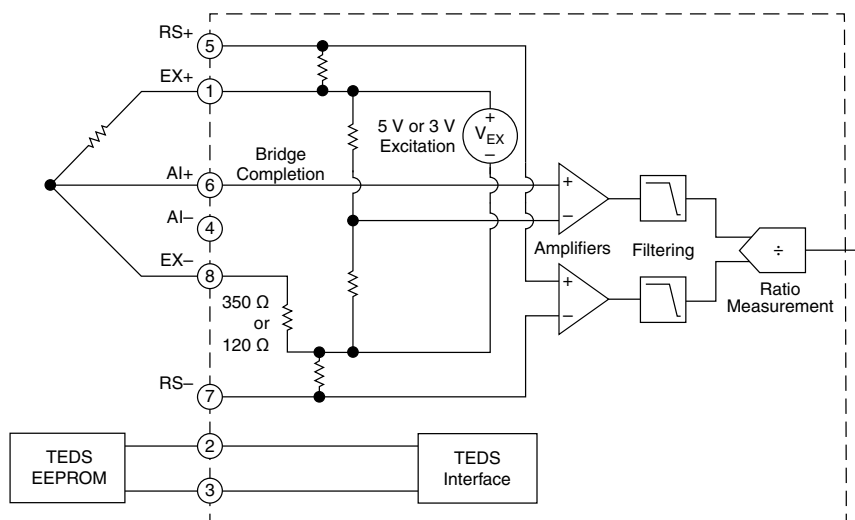 RS+
5
EX+
1
5 V or 3 V
Excitation
+
V_EX
−
Bridge
Completion
AI+
6
+
−
AI–
4
Amplifiers
Filtering
÷
EX–
8
+
−
Ratio
Measurement
350 Ω
or
120 Ω
RS–
7
2
TEDS
EEPROM
TEDS
Interface
3